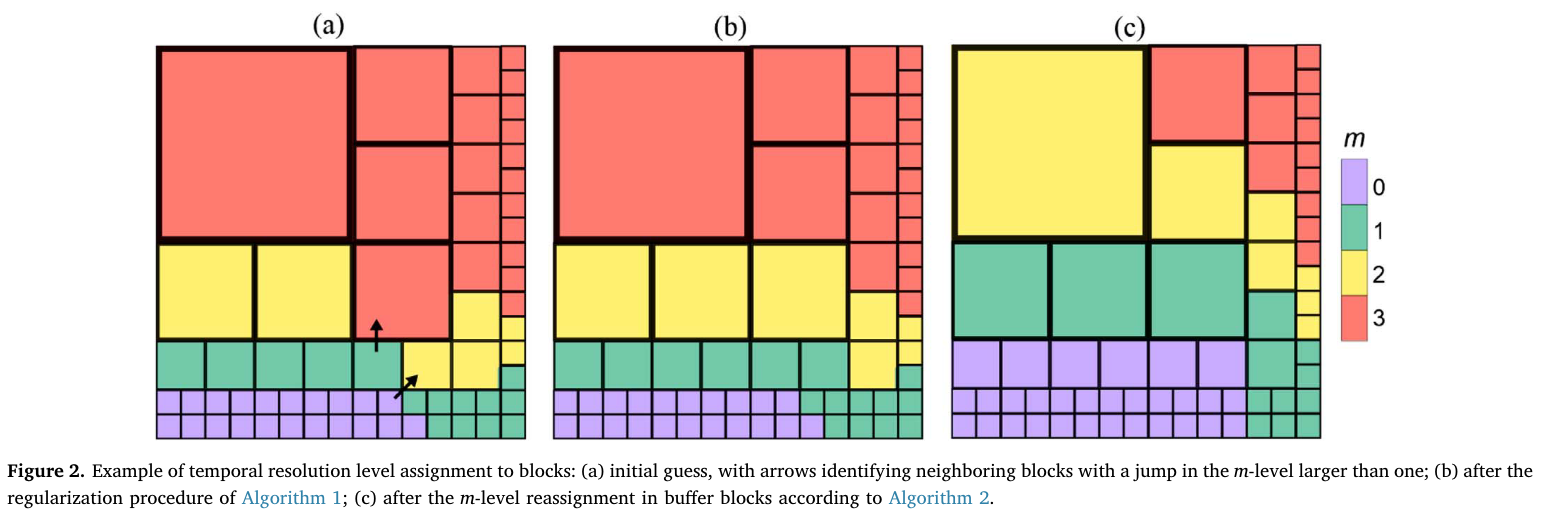 (a)
(b)
(c)
m
0
1
2
3
Figure 2. Example of temporal resolution level assignment to blocks: (a) initial guess, with arrows identifying neighboring blocks with a jump in the m-level larger than one; (b) after the
regularization procedure of Algorithm 1; (c) after the m-level reassignment in buffer blocks according to Algorithm 2.